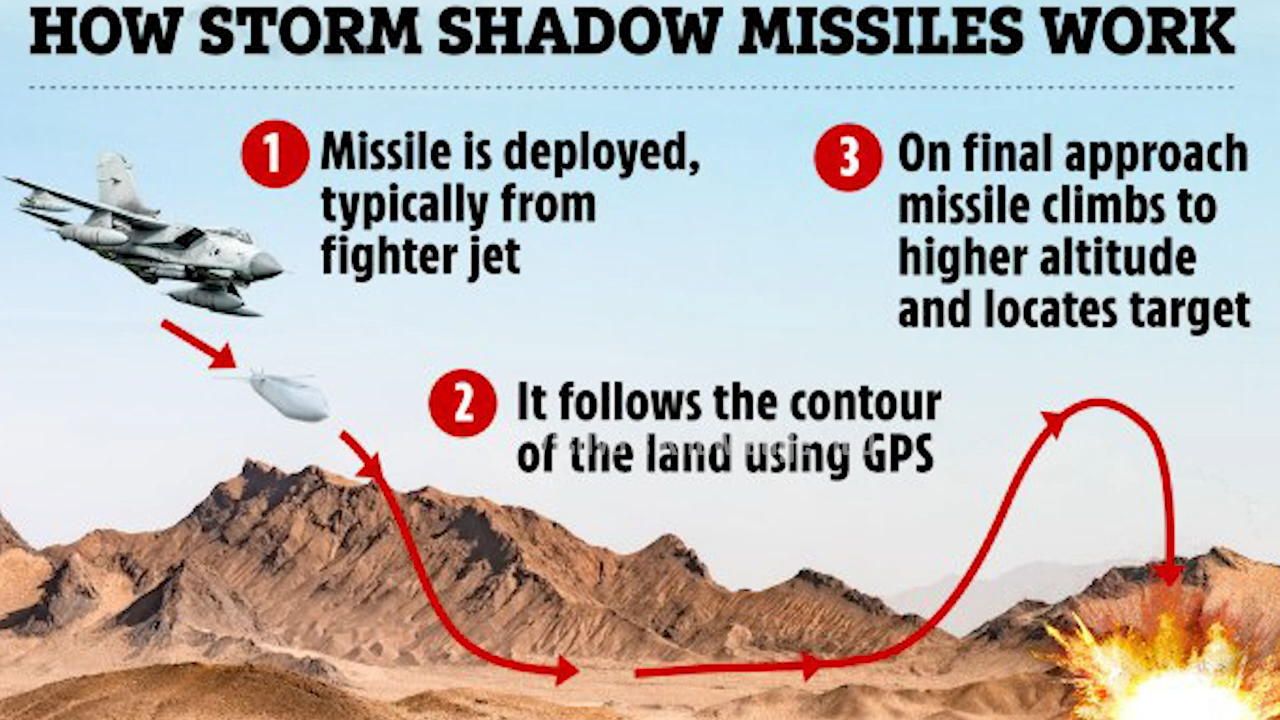 HOW STORM SHADOW MISSILES WORK
1
Missile is deployed,
typically from
fighter jet
2
It follows the contour
of the land using GPS
3
On final approach
missile climbs to
higher altitude
and locates target